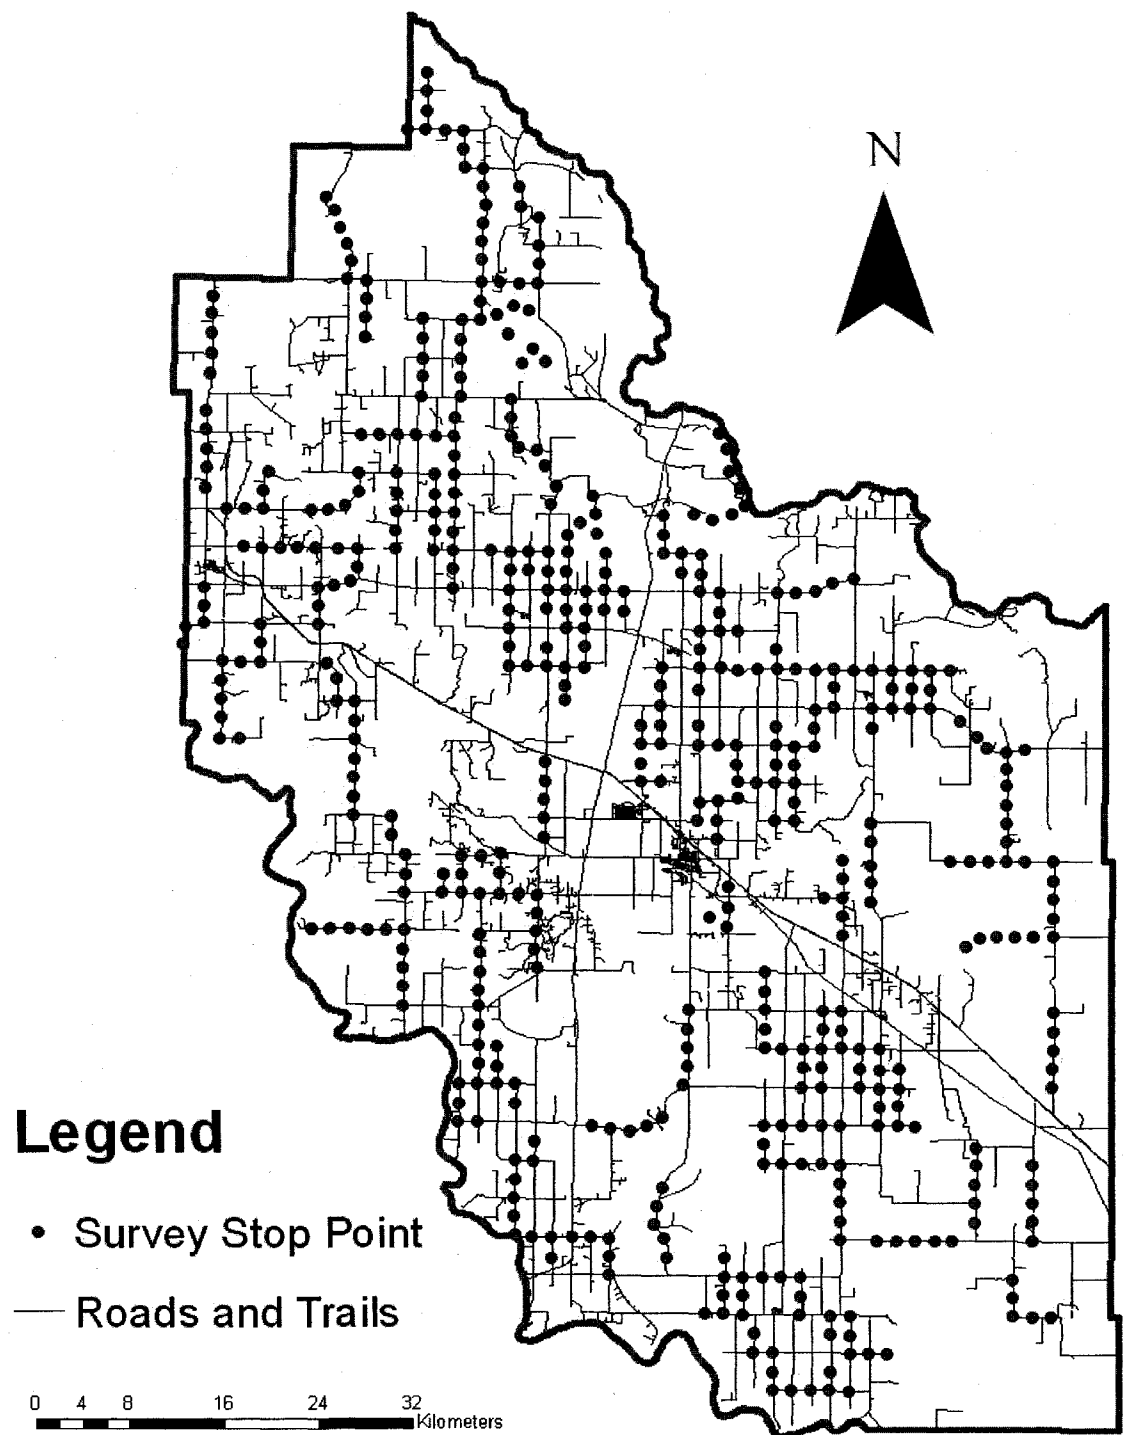 N
Legend
Survey Stop Point
Roads and Trails
0 4 8 16 24 32
Kilometers